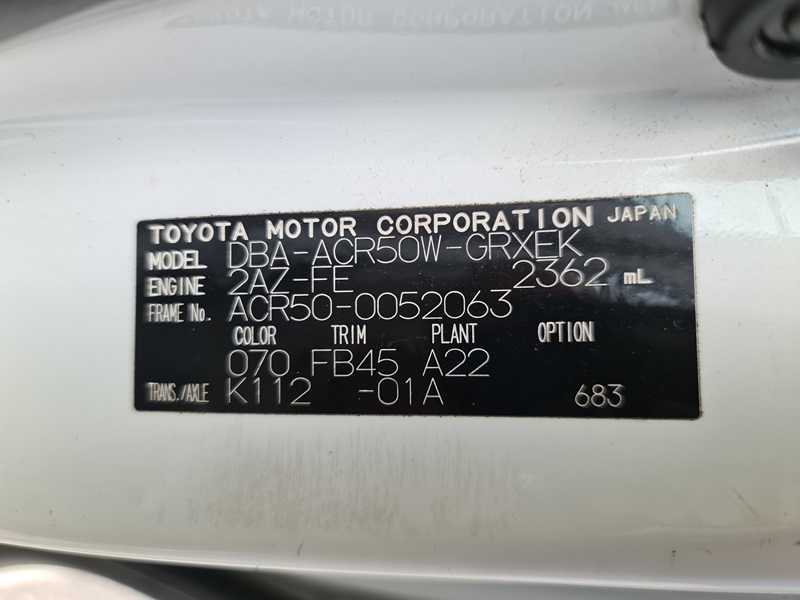 TOYOTA MOTOR CORPORATION JAPAN
MODEL DBA-ACR50W-GRXEK
ENGINE 2AZ-FE 2362 mL
FRAME No. ACR50-0052063
COLOR TRIM PLANT OPTION
070 FB45 A22
TRANS./AXLE K112 -01A 683